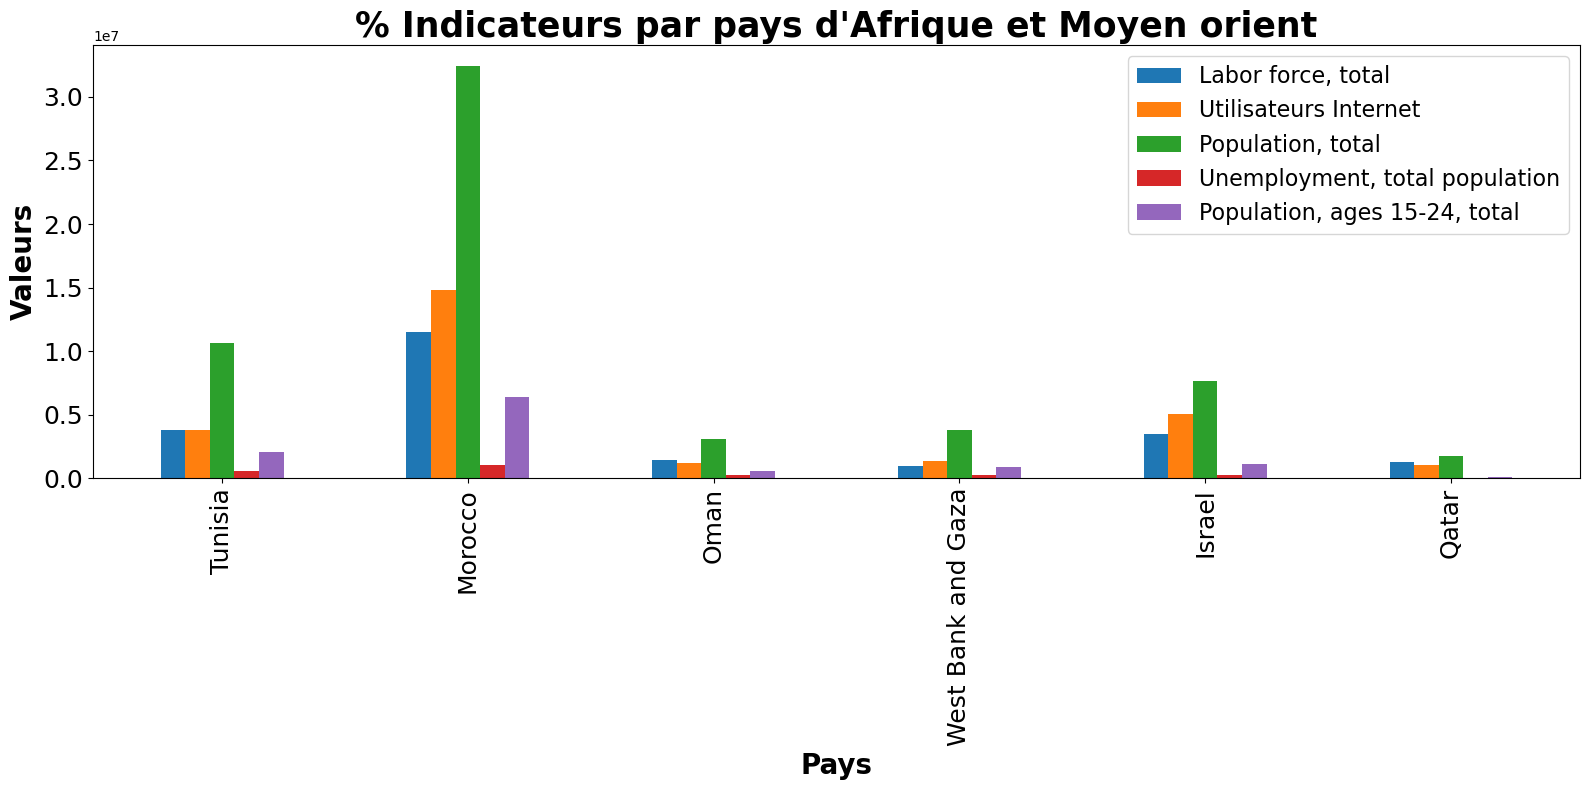 % Indicateurs par pays d'Afrique et Moyen orient
1e7
3.0
2.5
2.0
1.5
1.0
0.5
0.0
Valeurs
Labor force, total
Utilisateurs Internet
Population, total
Unemployment, total population
Population, ages 15-24, total
Tunisia
Morocco
Oman
West Bank and Gaza
Israel
Qatar
Pays